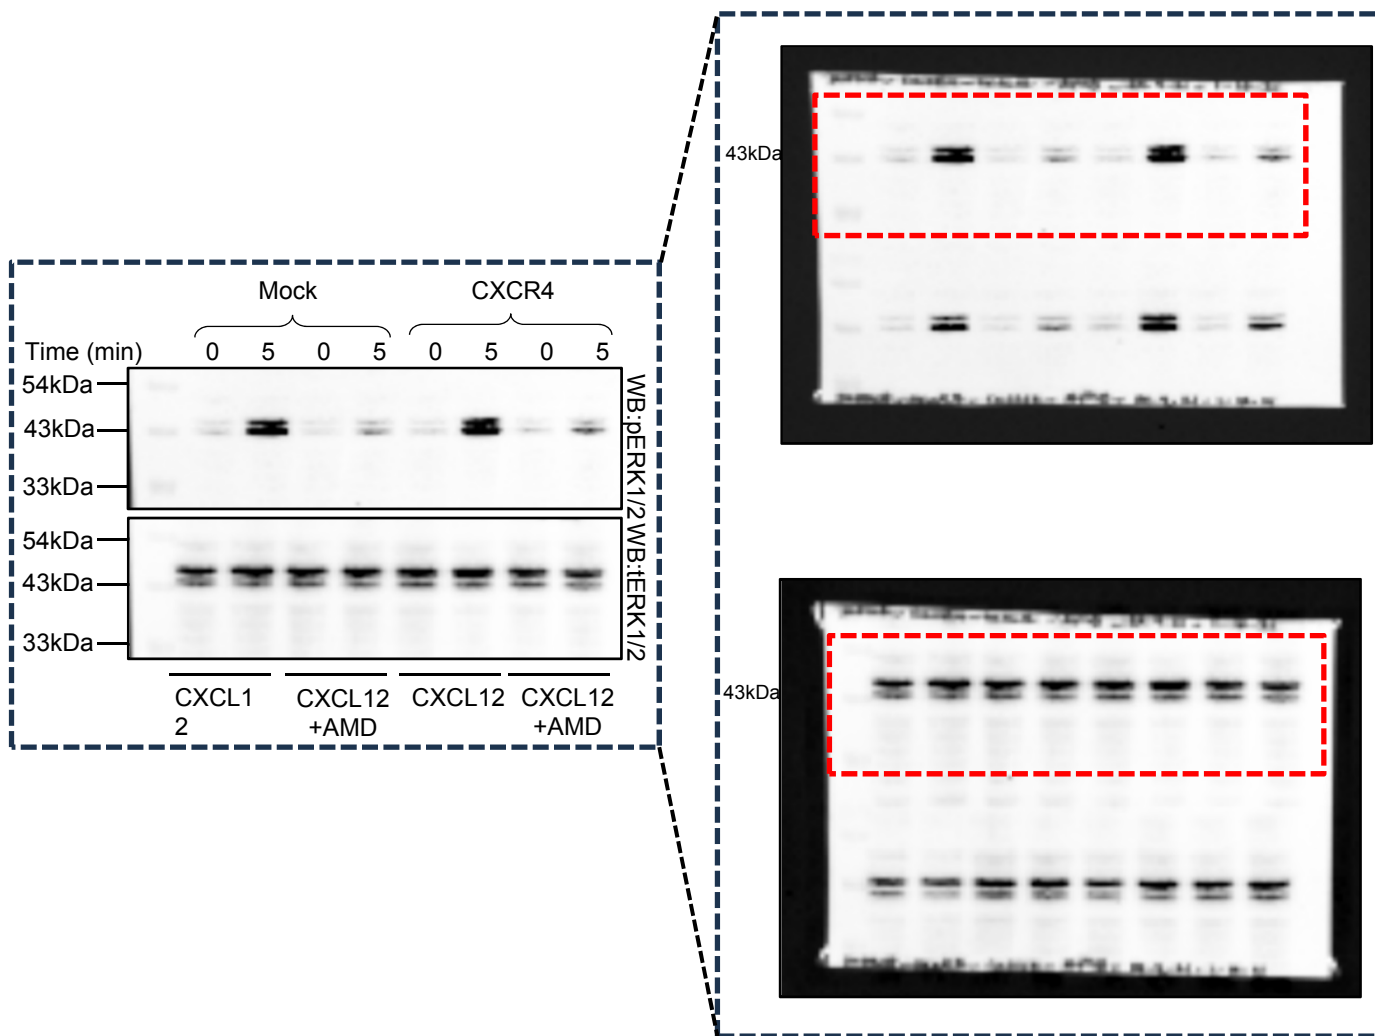 Mock CXCR4
Time (min) 0 5 0 5 0 5 0 5
54kDa
43kDa
33kDa
WB:pERK1/2
54kDa
43kDa
33kDa
WB:tERK1/2
CXCL1
2
CXCL12
+AMD
CXCL12
CXCL12
+AMD
43kDa
43kDa